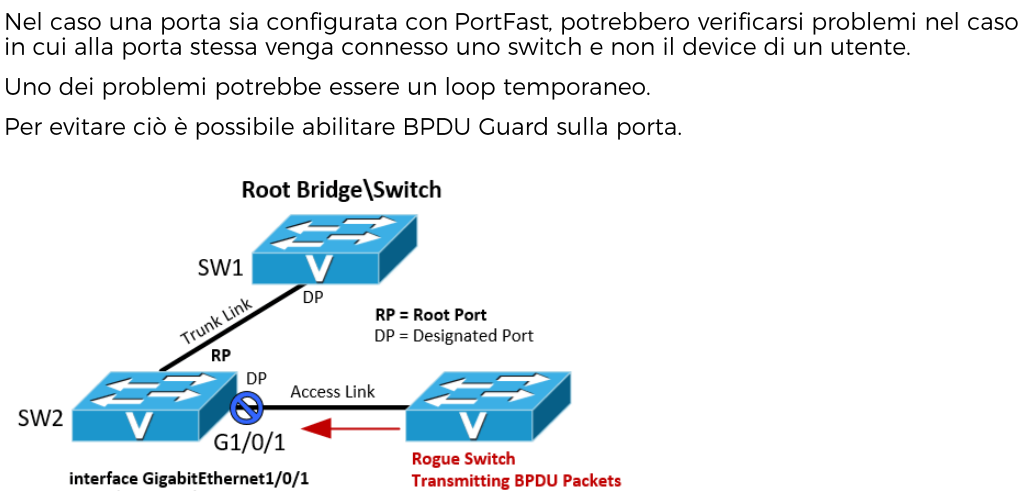 Nel caso una porta sia configurata con PortFast, potrebbero verificarsi problemi nel caso
in cui alla porta stessa venga connesso uno switch e non il device di un utente.
Uno dei problemi potrebbe essere un loop temporaneo.
Per evitare ciò è possibile abilitare BPDU Guard sulla porta.
Root Bridge\Switch
SW1
V
DP
Trunk Link
RP = Root Port
DP = Designated Port
RP
DP
Access Link
SW2
V
V
G1/0/1
Rogue Switch
interface GigabitEthernet1/0/1
Transmitting BPDU Packets